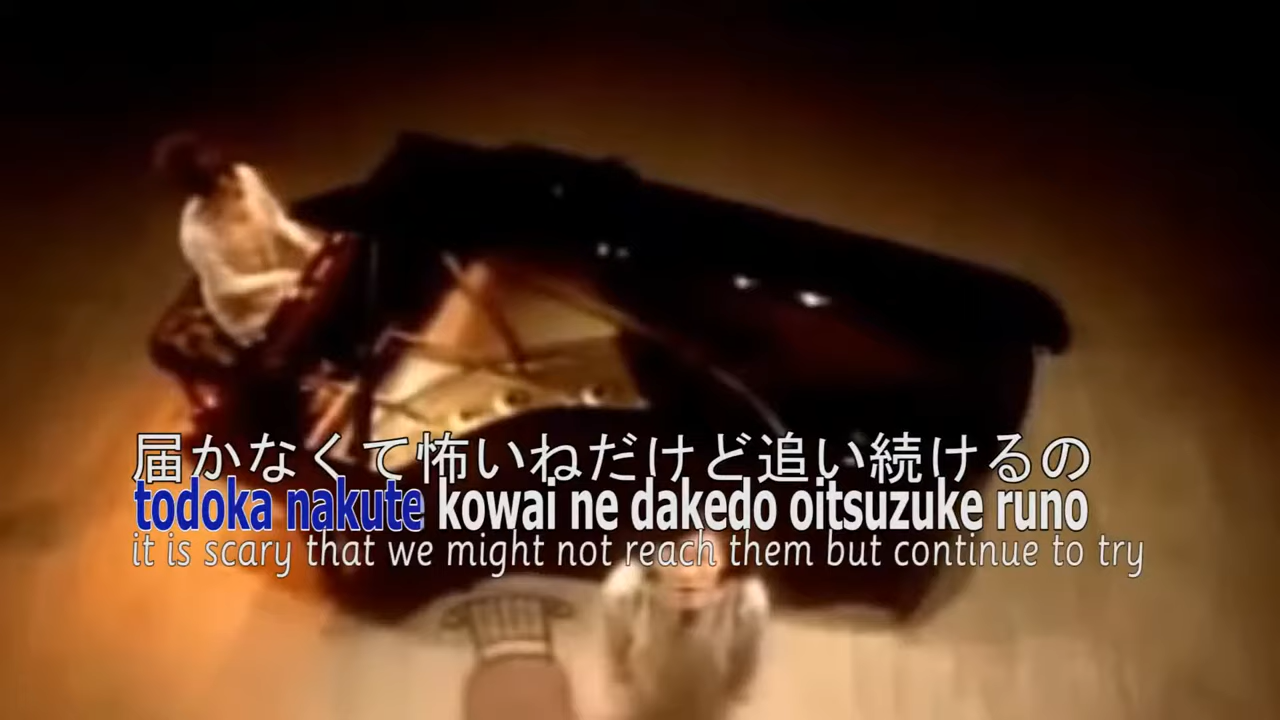 届かなくて怖いねだけど追い続けるの
todoka nakute kowai ne dakedo oitsuzuke runo
it is scary that we might not reach them but continue to try